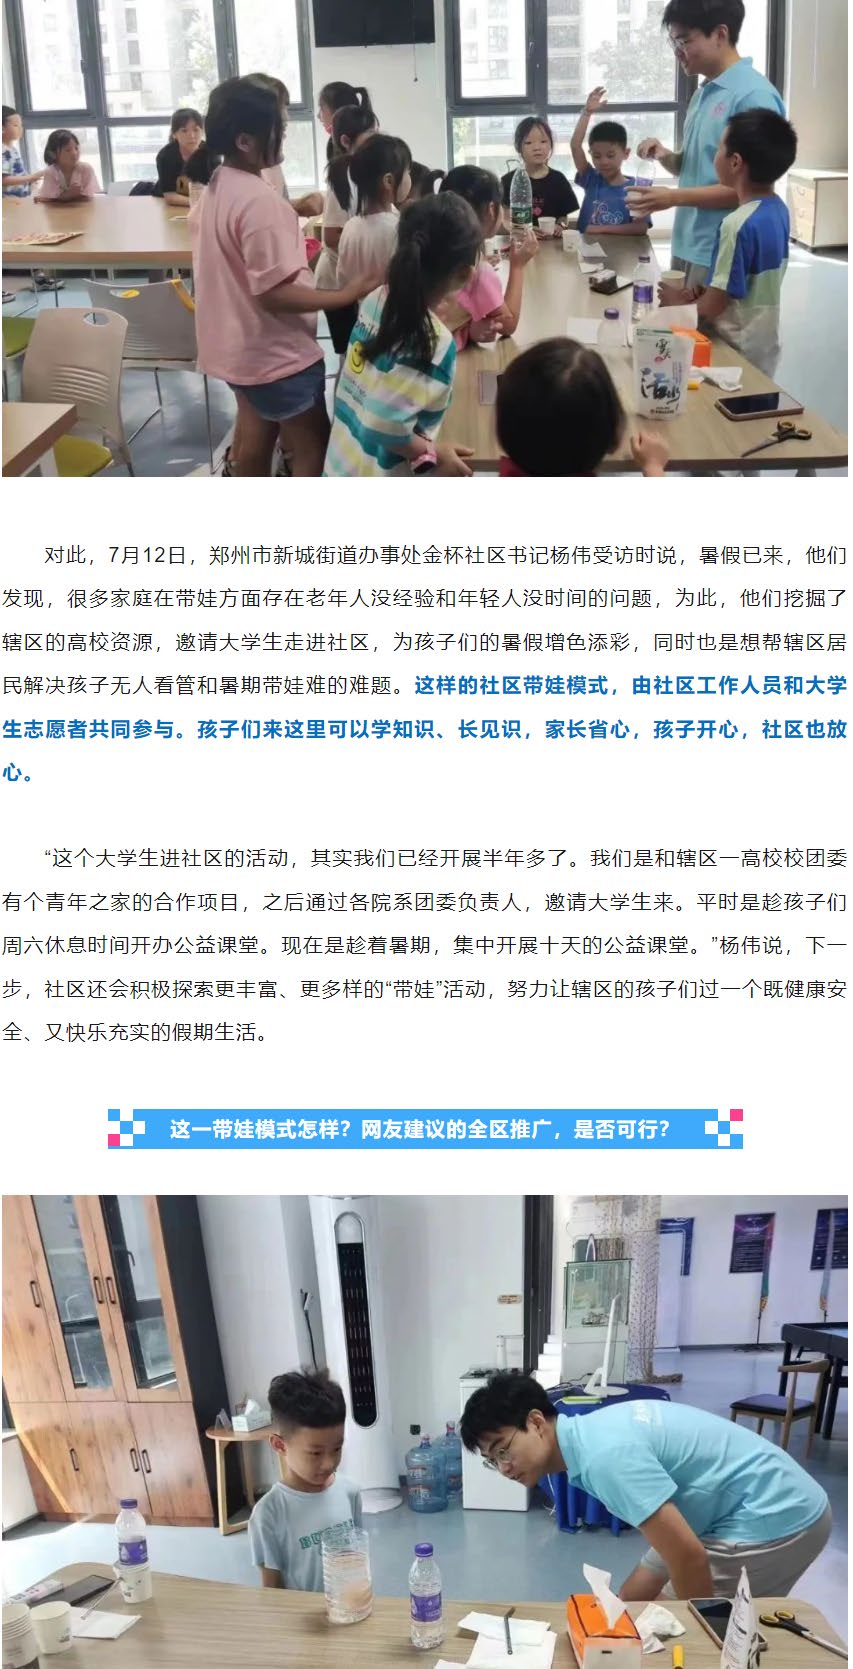 雪天
活水
对此，7月12日，郑州市新城街道办事处金杯社区书记杨伟受访时说，暑假已来，他们
发现，很多家庭在带娃方面存在老年人没经验和年轻人没时间的问题，为此，他们挖掘了
辖区的高校资源，邀请大学生走进社区，为孩子们的暑假增色添彩，同时也是想帮辖区居
民解决孩子无人看管和暑期带娃难的难题。这样的社区带娃模式，由社区工作人员和大学
生志愿者共同参与。孩子们来这里可以学知识、长见识，家长省心，孩子开心，社区也放
心。
“这个大学生进社区的活动，其实我们已经开展半年多了。我们是和辖区一高校校团委
有个青年之家的合作项目，之后通过各院系团委负责人，邀请大学生来。平时是趁孩子们
周六休息时间开办公益课堂。现在是趁着暑期，集中开展十天的公益课堂。”杨伟说，下一
步，社区还会积极探索更丰富、更多样的“带娃”活动，努力让辖区的孩子们过一个既健康安
全、又快乐充实的假期生活。
这一带娃模式怎样？网友建议的全区推广，是否可行？